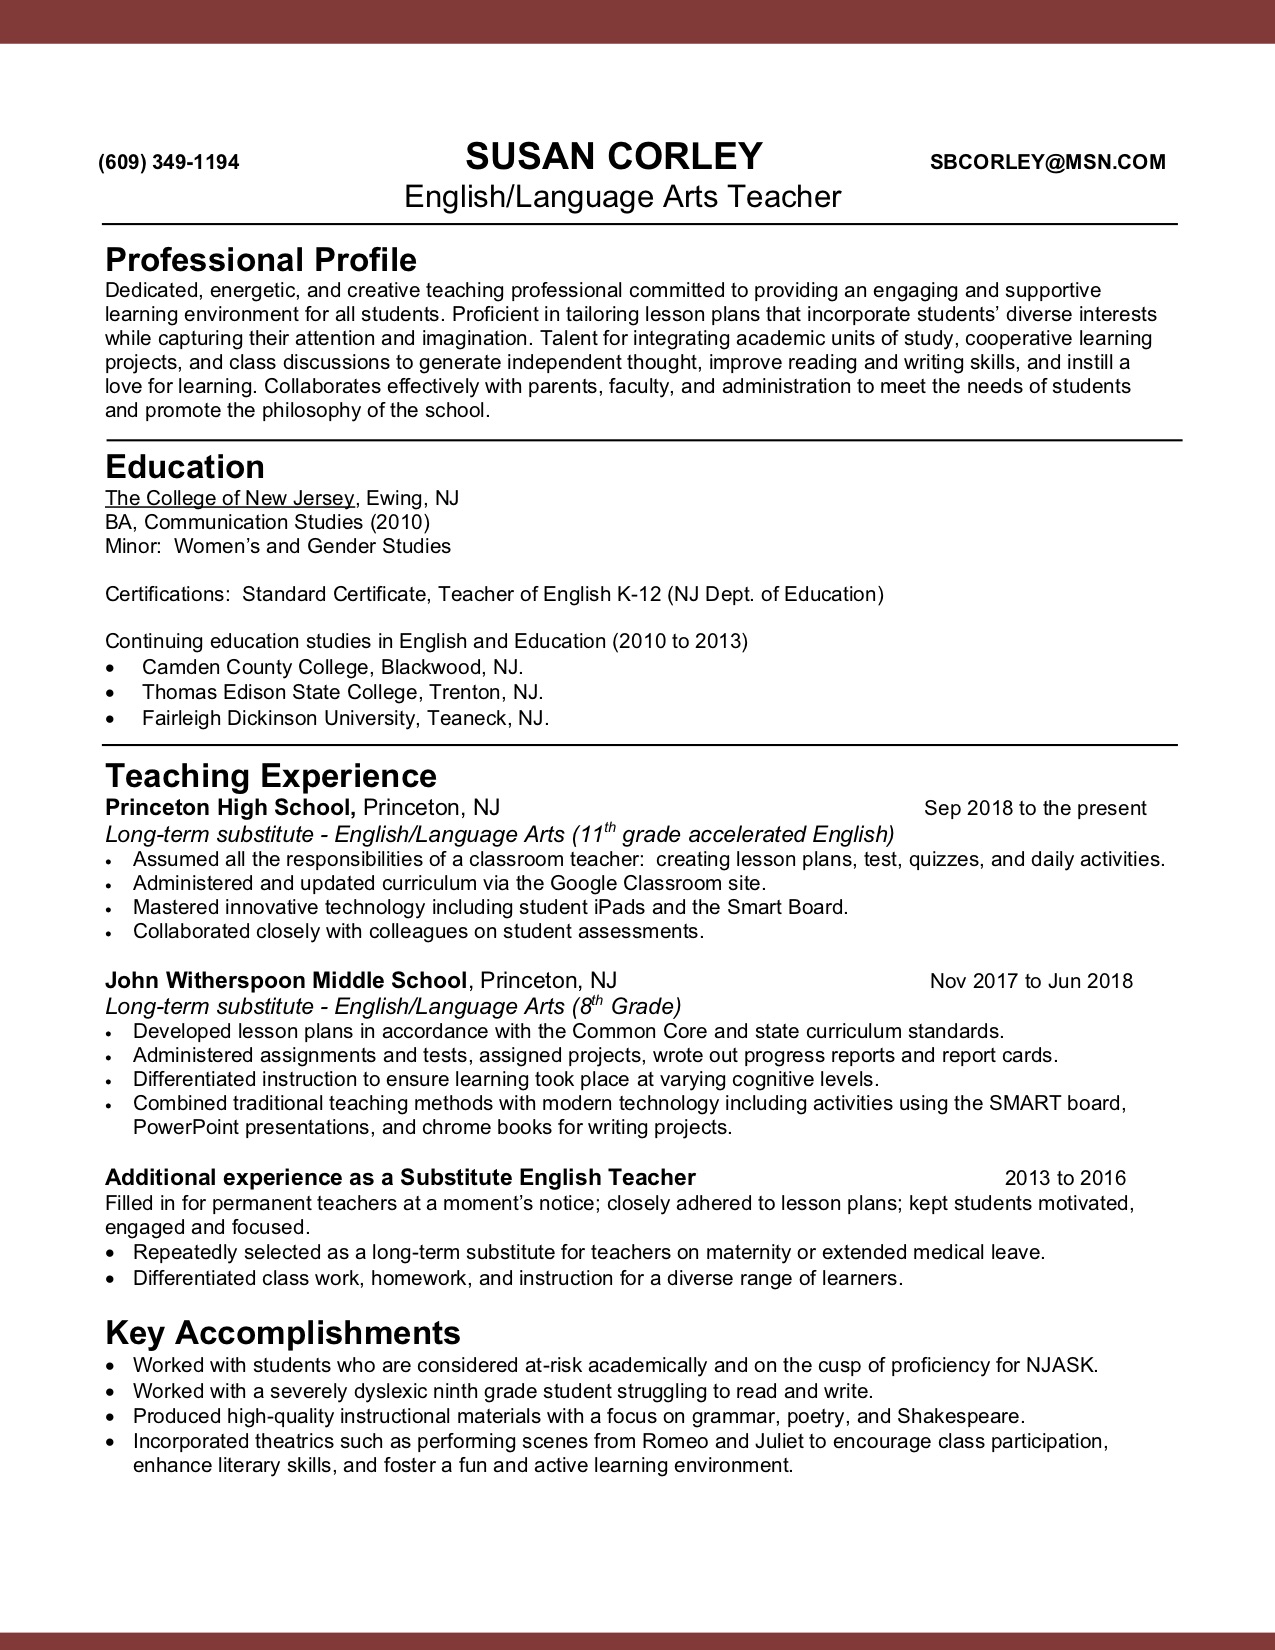 (609) 349-1194 SUSAN CORLEY SBCORLEY@MSN.COM
English/Language Arts Teacher
Professional Profile
Dedicated, energetic, and creative teaching professional committed to providing an engaging and supportive
learning environment for all students. Proficient in tailoring lesson plans that incorporate students’ diverse interests
while capturing their attention and imagination. Talent for integrating academic units of study, cooperative learning
projects, and class discussions to generate independent thought, improve reading and writing skills, and instill a
love for learning. Collaborates effectively with parents, faculty, and administration to meet the needs of students
and promote the philosophy of the school.
Education
The College of New Jersey, Ewing, NJ
BA, Communication Studies (2010)
Minor:  Women’s and Gender Studies
Certifications:  Standard Certificate, Teacher of English K-12 (NJ Dept. of Education)
Continuing education studies in English and Education (2010 to 2013)
• Camden County College, Blackwood, NJ.
• Thomas Edison State College, Trenton, NJ.
• Fairleigh Dickinson University, Teaneck, NJ.
Teaching Experience
Princeton High School, Princeton, NJ Sep 2018 to the present
Long-term substitute - English/Language Arts (11th grade accelerated English)
• Assumed all the responsibilities of a classroom teacher:  creating lesson plans, test, quizzes, and daily activities.
• Administered and updated curriculum via the Google Classroom site.
• Mastered innovative technology including student iPads and the Smart Board.
• Collaborated closely with colleagues on student assessments.
John Witherspoon Middle School, Princeton, NJ Nov 2017 to Jun 2018
Long-term substitute - English/Language Arts (8th Grade)
• Developed lesson plans in accordance with the Common Core and state curriculum standards.
• Administered assignments and tests, assigned projects, wrote out progress reports and report cards.
• Differentiated instruction to ensure learning took place at varying cognitive levels.
• Combined traditional teaching methods with modern technology including activities using the SMART board,
PowerPoint presentations, and chrome books for writing projects.
Additional experience as a Substitute English Teacher 2013 to 2016
Filled in for permanent teachers at a moment’s notice; closely adhered to lesson plans; kept students motivated,
engaged and focused.
• Repeatedly selected as a long-term substitute for teachers on maternity or extended medical leave.
• Differentiated class work, homework, and instruction for a diverse range of learners.
Key Accomplishments
• Worked with students who are considered at-risk academically and on the cusp of proficiency for NJASK.
• Worked with a severely dyslexic ninth grade student struggling to read and write.
• Produced high-quality instructional materials with a focus on grammar, poetry, and Shakespeare.
• Incorporated theatrics such as performing scenes from Romeo and Juliet to encourage class participation,
enhance literary skills, and foster a fun and active learning environment.